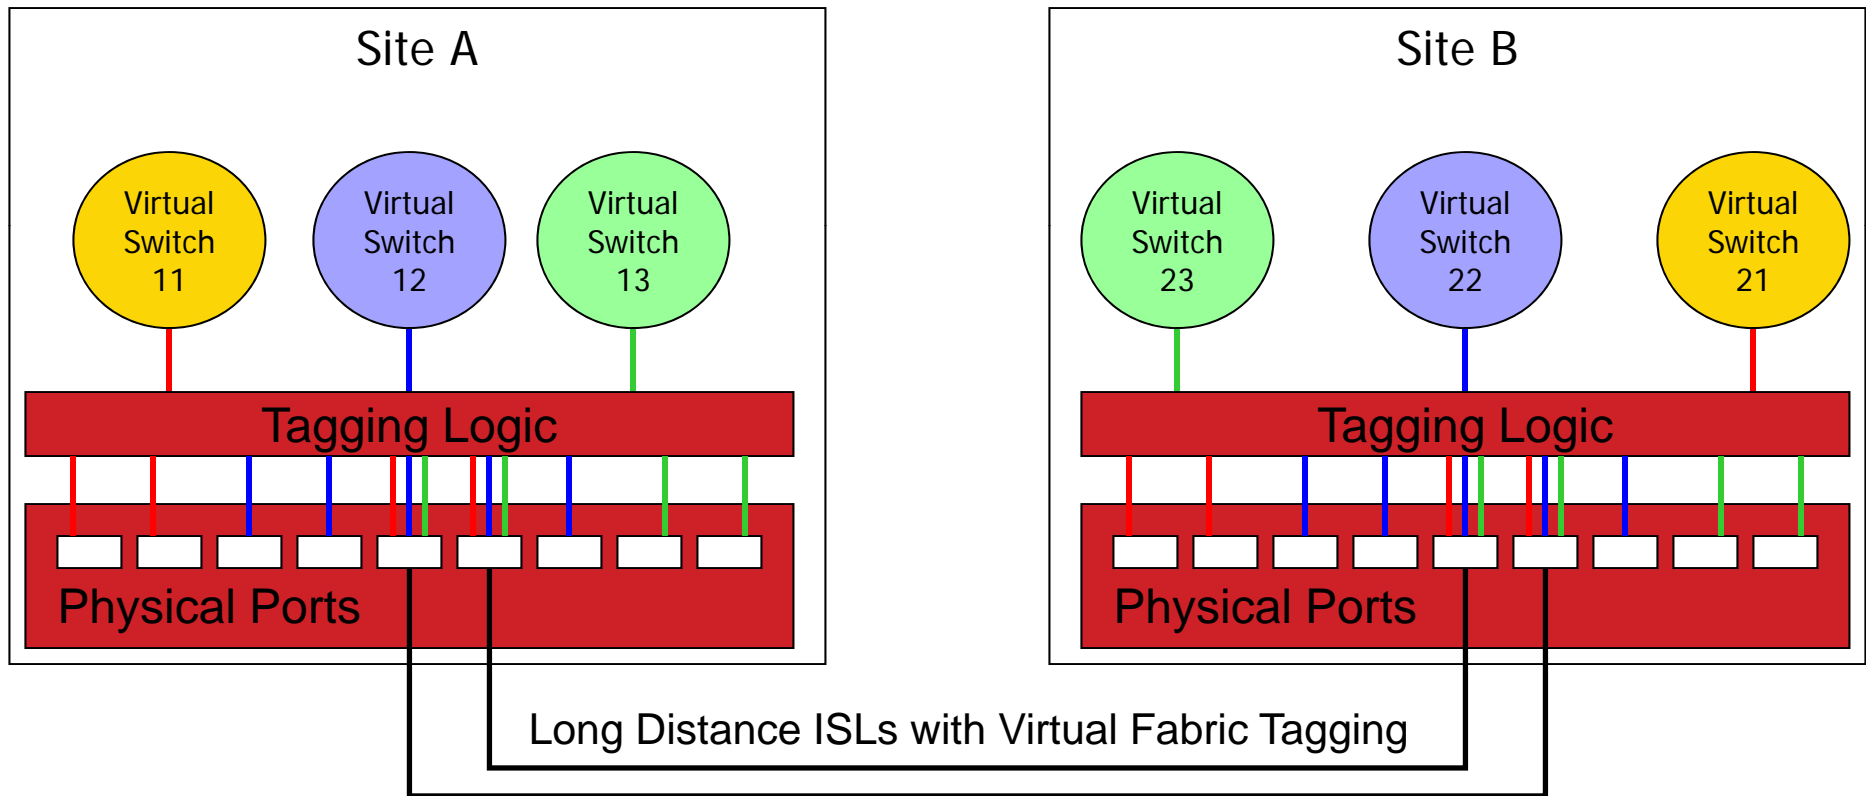 Site A
Site B
Virtual
Switch
11
Virtual
Switch
12
Virtual
Switch
13
Virtual
Switch
23
Virtual
Switch
22
Virtual
Switch
21
Tagging Logic
Tagging Logic
Physical Ports
Physical Ports
Long Distance ISLs with Virtual Fabric Tagging